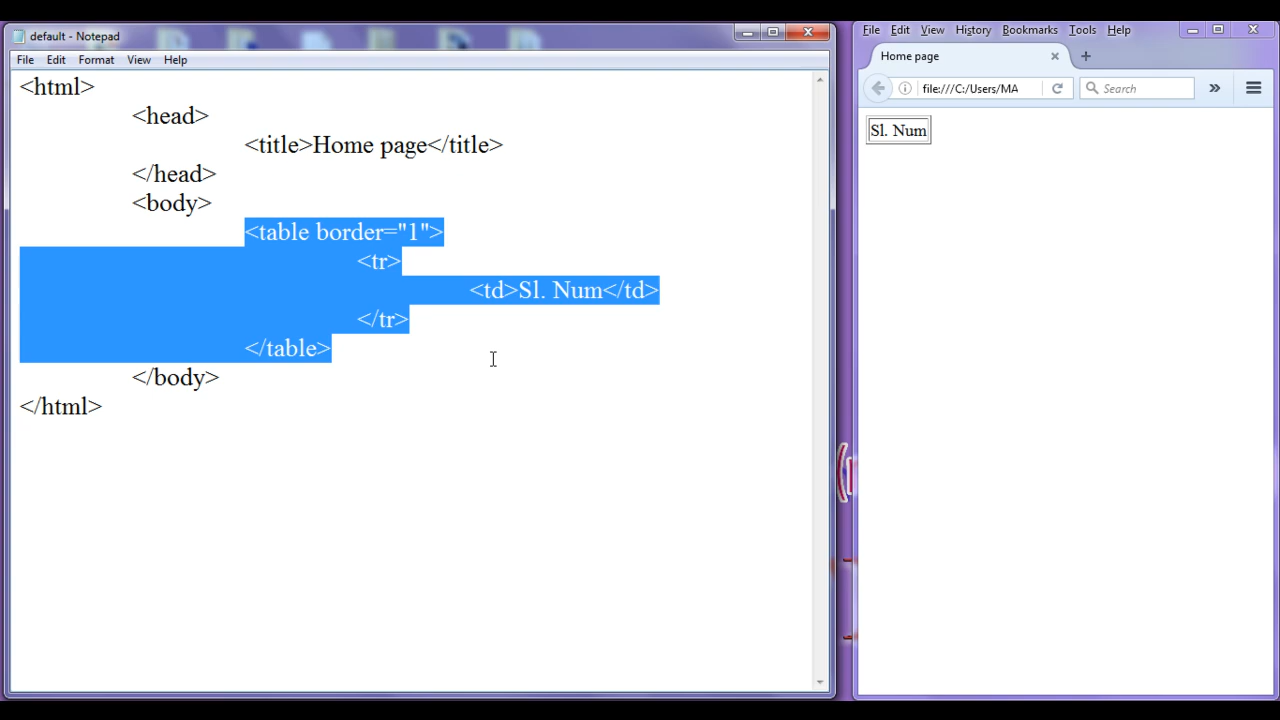 default - Notepad
File Edit Format View Help
<html>
<head>
<title>Home page</title>
</head>
<body>
<table border="1">
<tr>
<td>Sl. Num</td>
</tr>
</table>
</body>
</html>
File Edit View History Bookmarks Tools Help
Home page
file:///C:/Users/MA
Search
Sl. Num